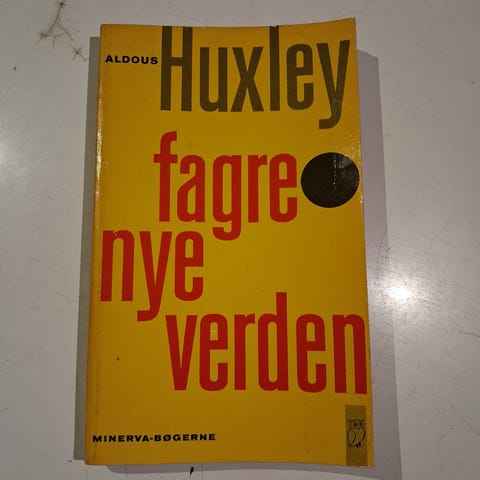 ALDOUS Huxley
fagre
nye
verden
MINERVA-BØGERNE